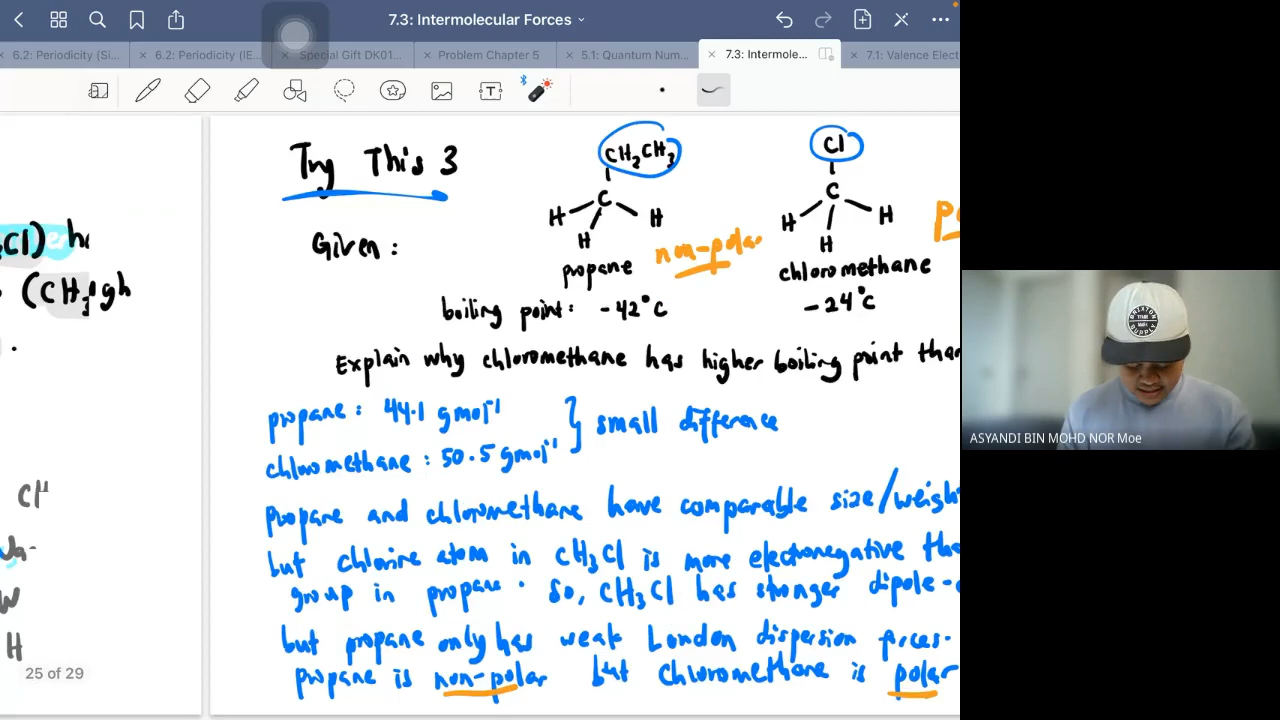 7.3: Intermolecular Forces
6.2: Periodicity (Si...
6.2: Periodicity (IE...
Special Gift DK01...
Problem Chapter 5
5.1: Quantum Num...
7.3: Intermole...
7.1: Valence Elect
Try This 3
CH2CH3
Cl
C
C
H
H
H
H
H
H
Given :
non-polar
propane
chloromethane
boiling point : -42°C
-24°C
Explain why chloromethane has higher boiling point than
propane : 44.1 gmol⁻¹
small difference
chloromethane : 50.5 gmol⁻¹
propane and chloromethane have comparable size/weight
but chlorine atom in CH3Cl is more electronegative tha
group in propane . So, CH3Cl has stronger dipole-
but propane only has weak London dispersion forces.
propane is non-polar but chloromethane is polar
Cl)
(CH3
H
25 of 29
BRIXTON
SUPPLY
ASYANDI BIN MOHD NOR Moe